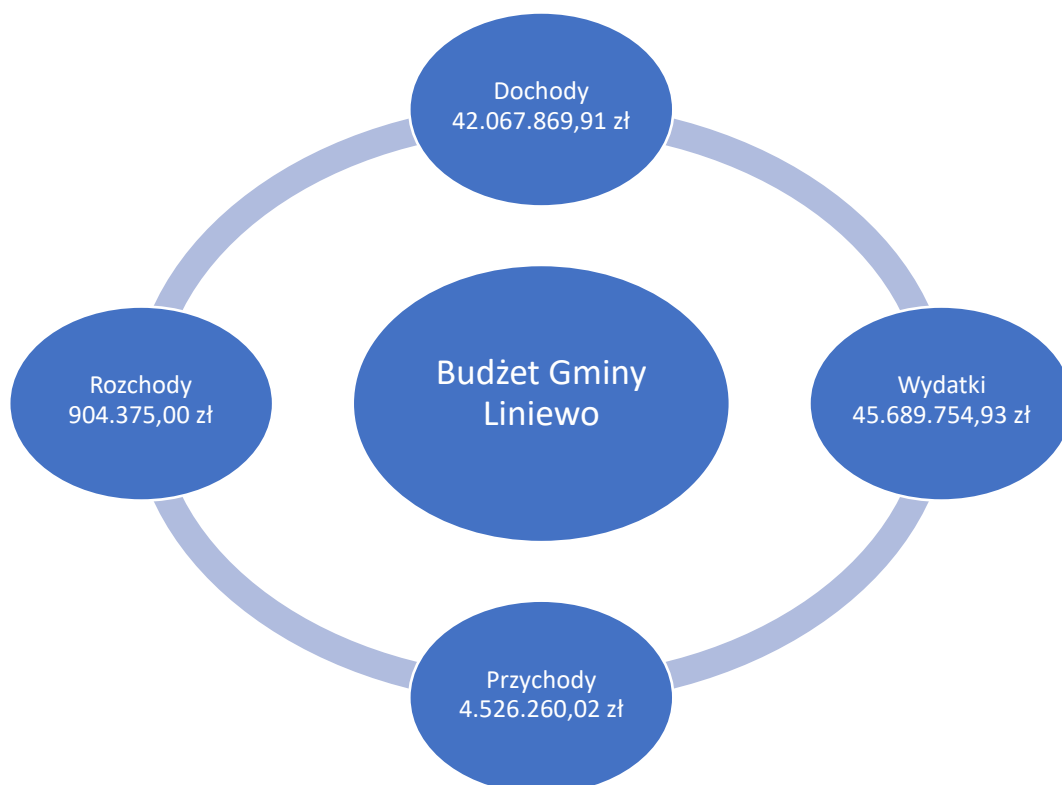 Dochody
42.067.869,91 zł
Budżet Gminy
Liniewo
Rozchody
904.375,00 zł
Wydatki
45.689.754,93 zł
Przychody
4.526.260,02 zł